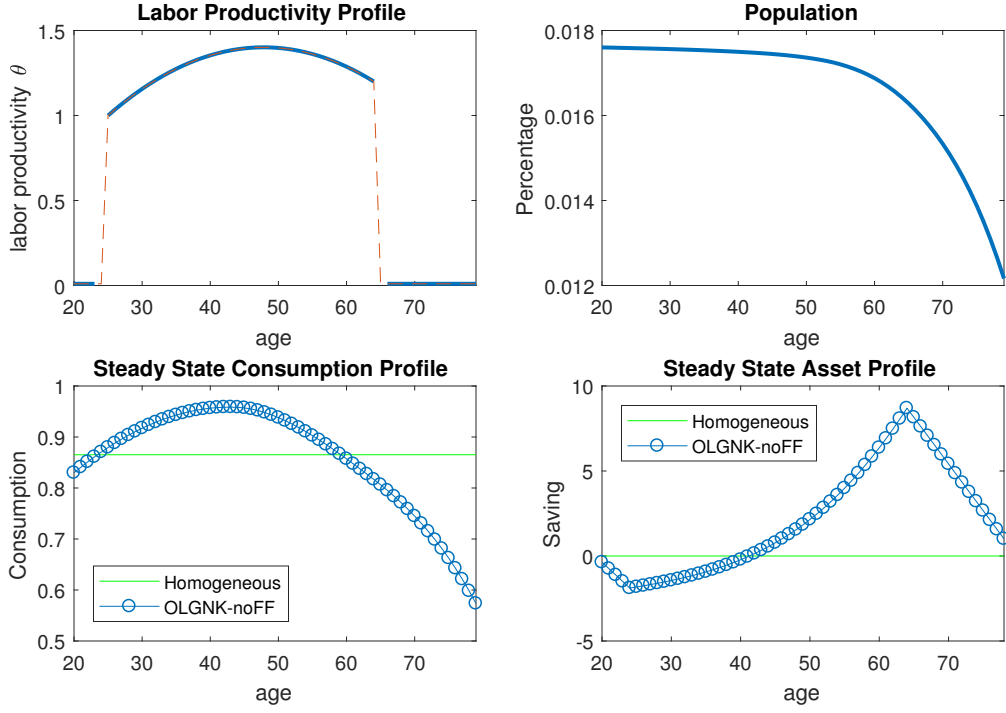 Labor Productivity Profile
labor productivity θ
1.5
1
0.5
0
20 30 40 50 60 70
age
Population
Percentage
0.018
0.016
0.014
0.012
20 30 40 50 60 70
age
Steady State Consumption Profile
Consumption
1
0.9
0.8
0.7
0.6
0.5
Homogeneous
OLGNK-noFF
20 30 40 50 60 70
age
Steady State Asset Profile
Saving
10
5
0
-5
Homogeneous
OLGNK-noFF
20 30 40 50 60 70
age